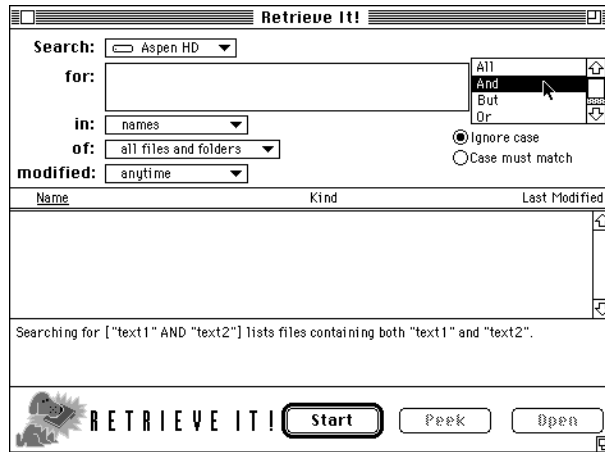 Retrieve It!
Search: Aspen HD
for:
All
And
But
Or
in: names
of: all files and folders
modified: anytime
Ignore case
Case must match
Name Kind Last Modified
Searching for ["text1" AND "text2"] lists files containing both "text1" and "text2".
RETRIEVE IT! Start Peek Open